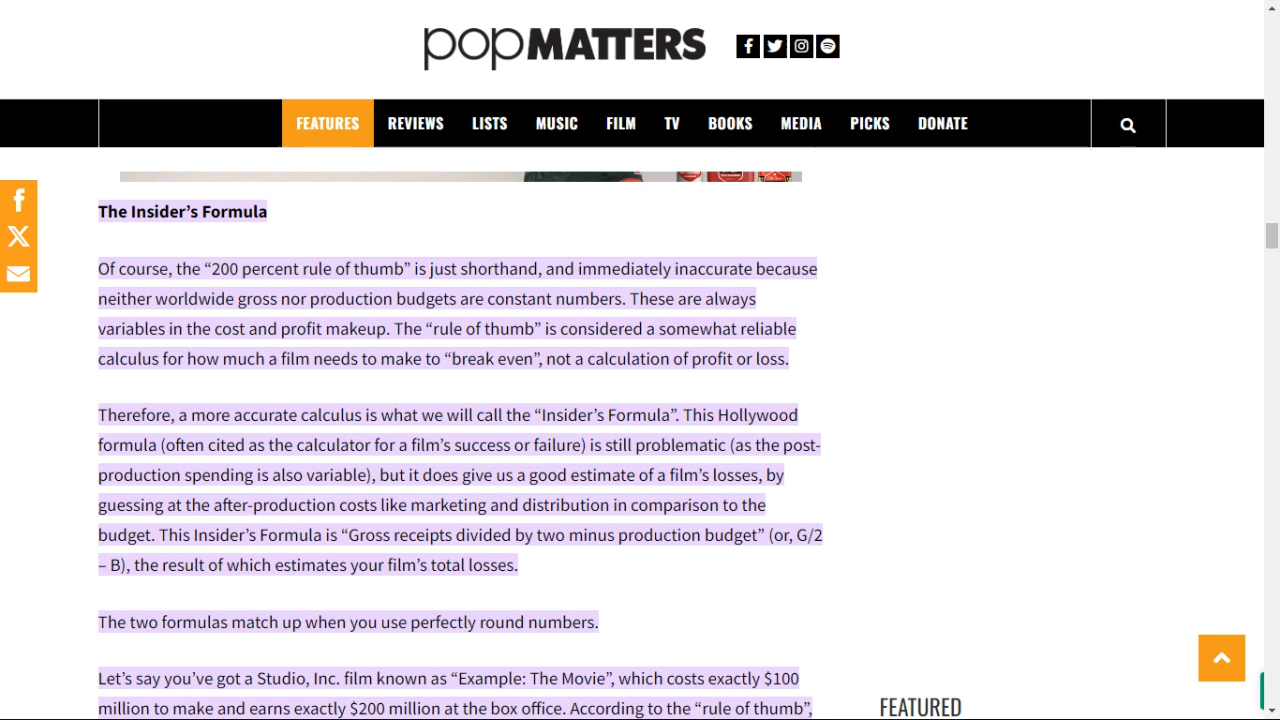 popMATTERS
FEATURES REVIEWS LISTS MUSIC FILM TV BOOKS MEDIA PICKS DONATE
The Insider’s Formula
Of course, the “200 percent rule of thumb” is just shorthand, and immediately inaccurate because
neither worldwide gross nor production budgets are constant numbers. These are always
variables in the cost and profit makeup. The “rule of thumb” is considered a somewhat reliable
calculus for how much a film needs to make to “break even”, not a calculation of profit or loss.
Therefore, a more accurate calculus is what we will call the “Insider’s Formula”. This Hollywood
formula (often cited as the calculator for a film’s success or failure) is still problematic (as the post-
production spending is also variable), but it does give us a good estimate of a film’s losses, by
guessing at the after-production costs like marketing and distribution in comparison to the
budget. This Insider’s Formula is “Gross receipts divided by two minus production budget” (or, G/2
– B), the result of which estimates your film’s total losses.
The two formulas match up when you use perfectly round numbers.
Let’s say you’ve got a Studio, Inc. film known as “Example: The Movie”, which costs exactly $100
million to make and earns exactly $200 million at the box office. According to the “rule of thumb”,
FEATURED